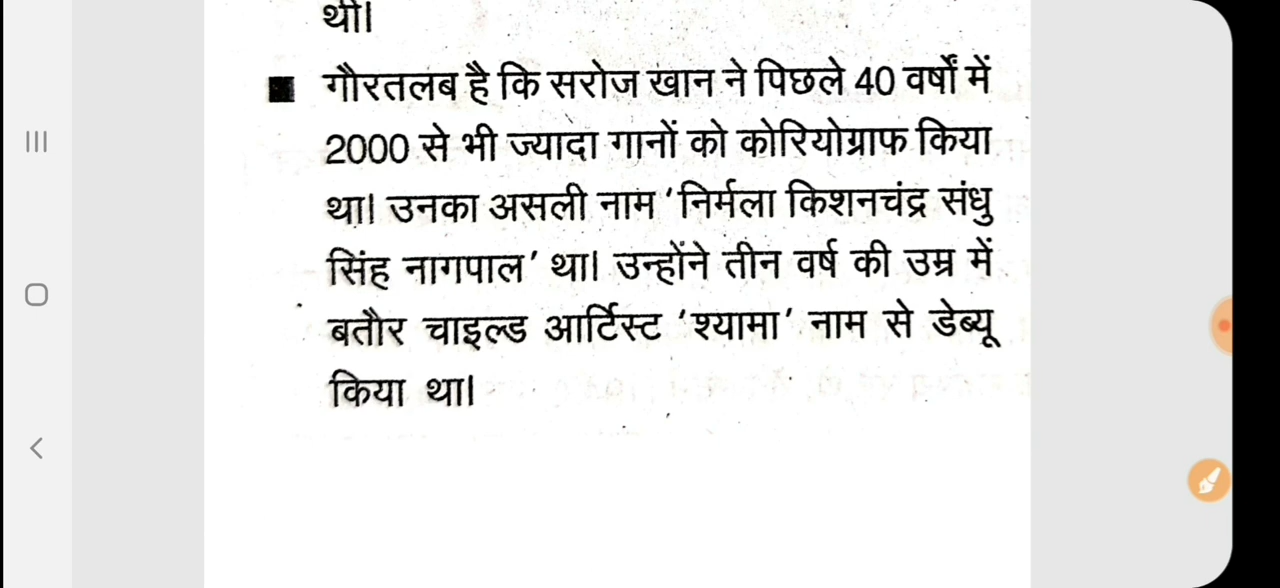 थी।
■ गौरतलब है कि सरोज खान ने पिछले 40 वर्षों में
2000 से भी ज्यादा गानों को कोरियोग्राफ किया
था। उनका असली नाम ‘निर्मला किशनचंद्र संधु
सिंह नागपाल’ था। उन्होंने तीन वर्ष की उम्र में
बतौर चाइल्ड आर्टिस्ट ‘श्यामा’ नाम से डेब्यू
किया था।